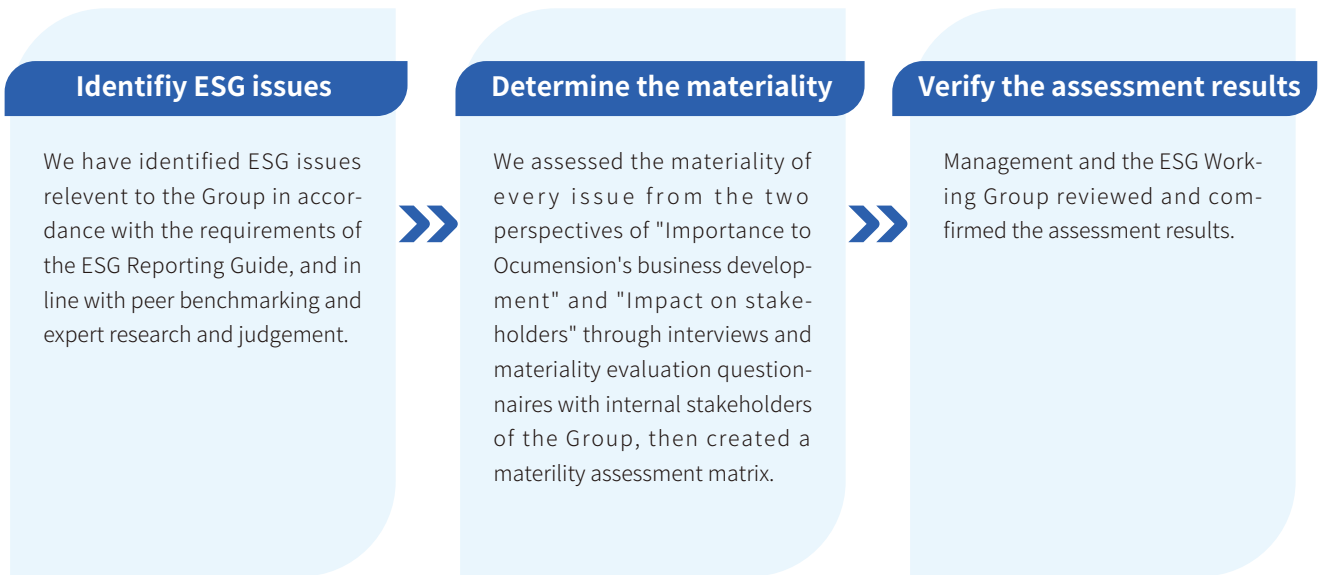 Identifiy ESG issues
We have identified ESG issues
relevent to the Group in accor-
dance with the requirements of
the ESG Reporting Guide, and in
line with peer benchmarking and
expert research and judgement.
Determine the materiality
We assessed the materiality of
every issue from the two
perspectives of "Importance to
Ocumension's business develop-
ment" and "Impact on stake-
holders" through interviews and
materiality evaluation question-
naires with internal stakeholders
of the Group, then created a
materility assessment matrix.
Verify the assessment results
Management and the ESG Work-
ing Group reviewed and com-
firmed the assessment results.